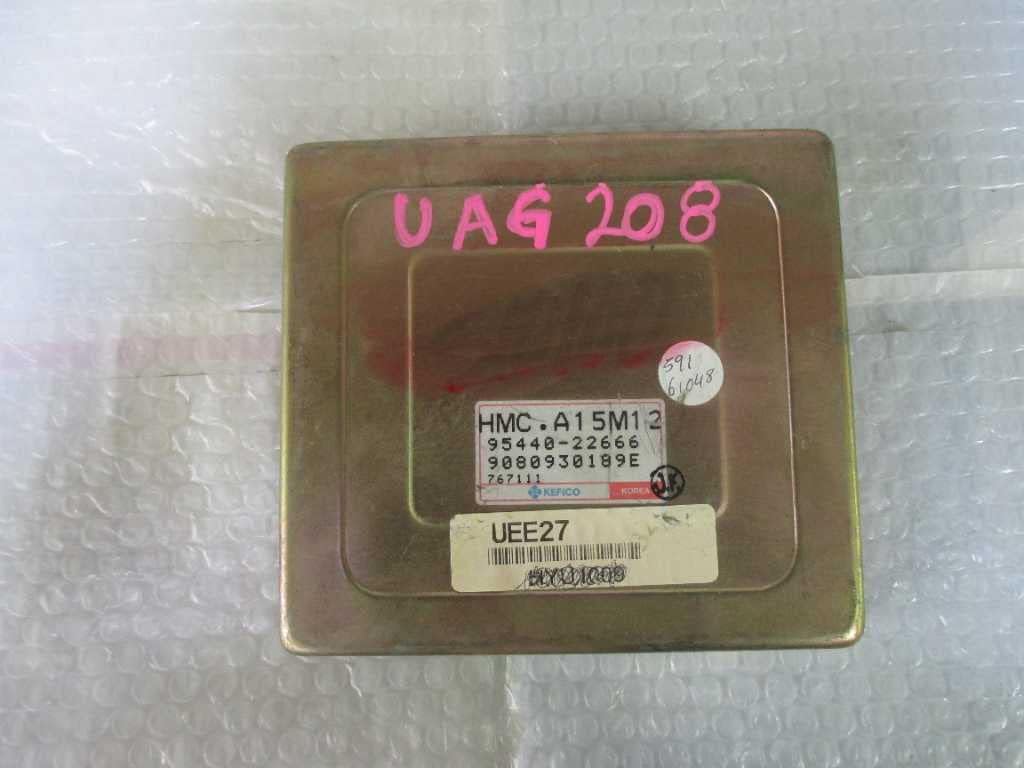 UAG 208
591
61048
HMC.A15M12
95440-22666
9080930189E
767111
KEFICO
KOREA
J.K
UEE27